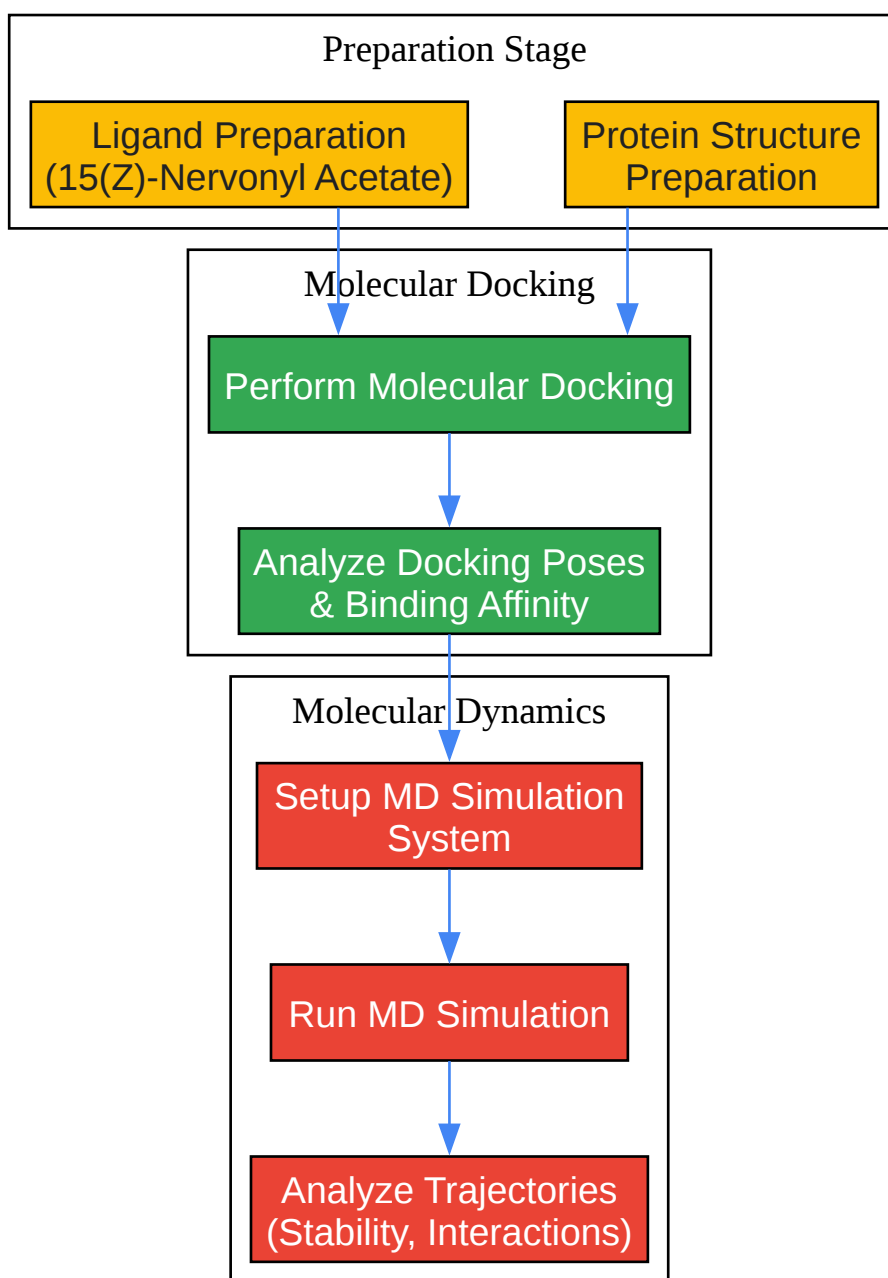 Preparation Stage
Ligand Preparation
(15(Z)-Nervonyl Acetate)
Protein Structure
Preparation
Molecular Docking
Perform Molecular Docking
Analyze Docking Poses
& Binding Affinity
Molecular Dynamics
Setup MD Simulation
System
Run MD Simulation
Analyze Trajectories
(Stability, Interactions)